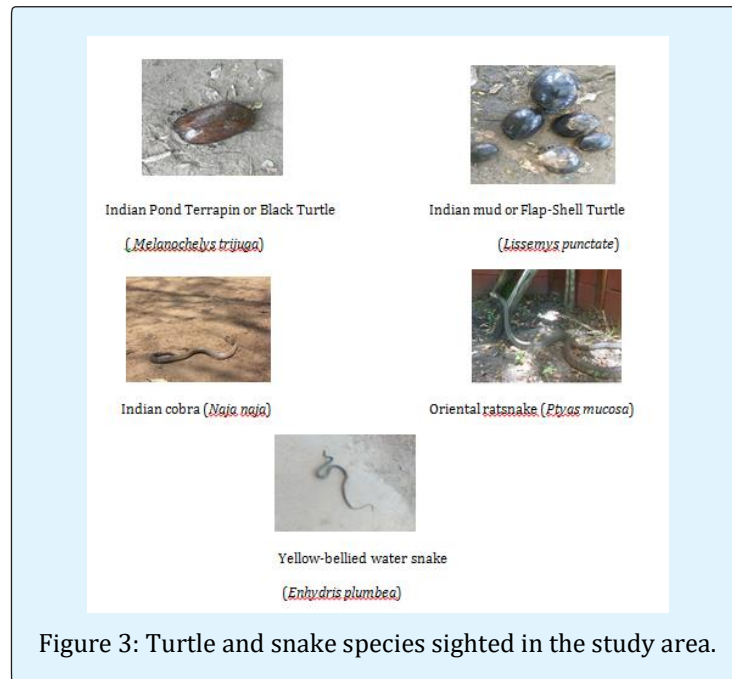 Indian Pond Terrapin or Black Turtle
( Melanochelys trijuga)
Indian mud or Flap-Shell Turtle
(Lissemys punctate)
Indian cobra (Naja naja)
Oriental ratsnake (Ptyas mucosa)
Yellow-bellied water snake
(Enhydris plumbea)
Figure 3: Turtle and snake species sighted in the study area.